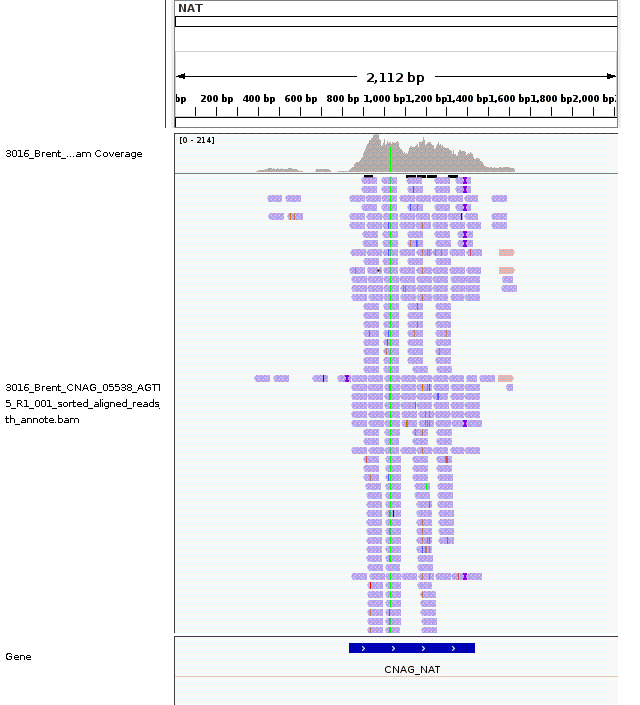 NAT
2,112 bp
bp 200 bp 400 bp 600 bp 800 bp 1,000 bp 1,200 bp 1,400 bp 1,600 bp 1,800 bp 2,000 bp 2
[0 - 214]
3016_Brent_...am Coverage
3016_Brent_CNAG_05538_AGTI
5_R1_001_sorted_aligned_reads_
th_annote.bam
Gene
CNAG_NAT